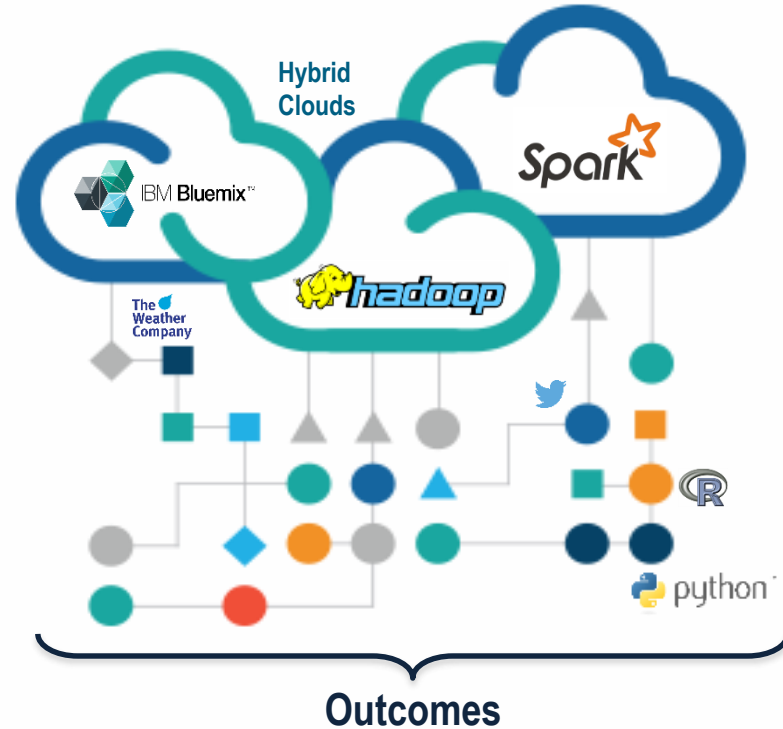 Hybrid
Clouds
Spark
IBM Bluemix™
hadoop
The
Weather
Company
R
python
Outcomes